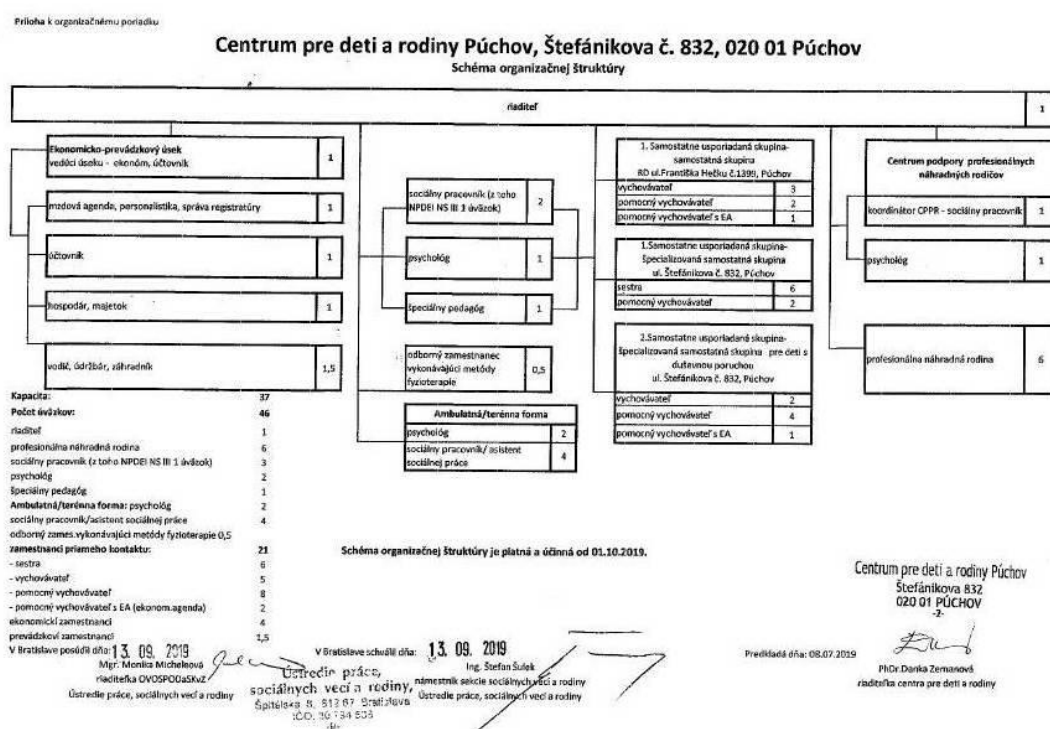 Príloha k organizačnému poriadku
Centrum pre deti a rodiny Púchov, Štefánikova č. 832, 020 01 Púchov
Schéma organizačnej štruktúry
riaditeľ 1
Ekonomicko-prevádzkový úsek
vedúci úseku - ekonóm, účtovník 1
mzdová agenda, personalistika, správa registratúry 1
účtovník 1
hospodár, majetok 1
vodič, údržbár, záhradník 1,5
sociálny pracovník (z toho
NPDEI NS III 1 úväzok) 2
psychológ 1
špeciálny pedagóg 1
odborný zamestnanec
vykonávajúci metódy
fyzioterapie 0,5
Ambulatná/terénna forma
psychológ 2
sociálny pracovník/ asistent
sociálnej práce 4
1. Samostatne usporiadaná skupina-
samostatná skupina
RD ul.Františka Hečku č.1399, Púchov
vychovávateľ 3
pomocný vychovávateľ 2
pomocný vychovávateľ s EA 1
1.Samostatne usporiadaná skupina-
špecializovaná samostatná skupina
ul. Štefánikova č. 832, Púchov
sestra 6
pomocný vychovávateľ 2
2.Samostatne usporiadaná skupina-
špecializovaná samostatná skupina pre deti s
duševnou poruchou
ul. Štefánikova č. 832, Púchov
vychovávateľ 2
pomocný vychovávateľ 4
pomocný vychovávateľ s EA 1
Centrum podpory profesionálnych
náhradných rodičov
koordinátor CPPR - sociálny pracovník 1
psychológ 1
profesionálna náhradná rodina 6
Kapacita: 37
Počet úväzkov: 46
riaditeľ 1
profesionálna náhradná rodina 6
sociálny pracovník (z toho NPDEI NS III 1 úväzok) 3
psychológ 2
špeciálny pedagóg 1
Ambulatná/terénna forma: psychológ 2
sociálny pracovník/asistent sociálnej práce 4
odborný zames.vykonávajúci metódy fyzioterapie 0,5
zamestnanci priameho kontaktu: 21
- sestra 6
- vychovávateľ 5
- pomocný vychovávateľ 8
- pomocný vychovávateľ s EA (ekonom.agenda) 2
ekonomickí zamestnanci 4
prevádzkoví zamestnanci 1,5
Schéma organizačnej štruktúry je platná a účinná od 01.10.2019.
V Bratislave posúdil dňa: 13. 09. 2019
Mgr. Monika Michelnová
riaditeľka OVOSPODaSKvZ
Ústredie práce, sociálnych vecí a rodiny
Ústredie práce,
sociálnych vecí a rodiny,
Špitálska 8, 812 67 Bratislava
V Bratislave schválil dňa: 13. 09. 2019
Ing. Štefan Šulek
námestník sekcie sociálnych vecí a rodiny
Ústredie práce, sociálnych vecí a rodiny
Centrum pre deti a rodiny Púchov
Štefánikova 832
020 01 PÚCHOV
-2-
Predkladá dňa: 08.07.2019
PhDr.Danka Zemanová
riaditeľka centra pre deti a rodiny